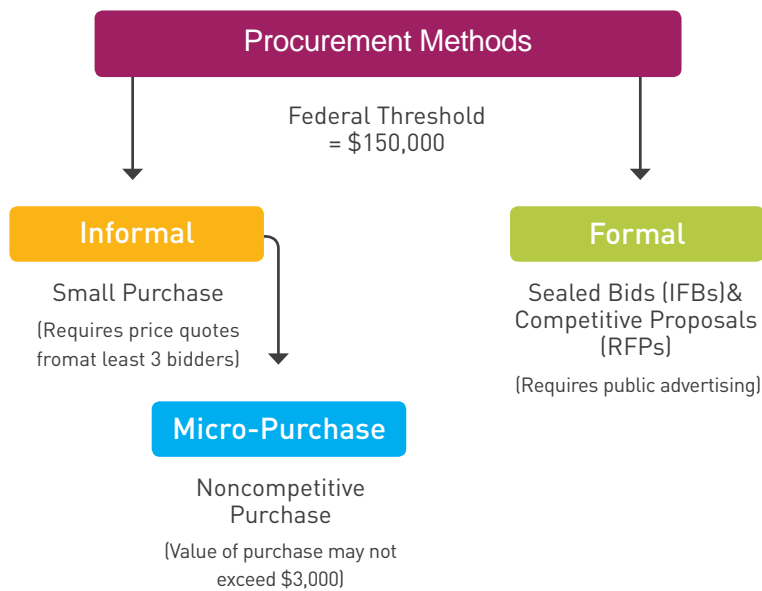 Procurement Methods
Federal Threshold
= $150,000
Informal
Small Purchase
(Requires price quotes
fromat least 3 bidders)
Micro-Purchase
Noncompetitive
Purchase
(Value of purchase may not
exceed $3,000)
Formal
Sealed Bids (IFBs)&
Competitive Proposals
(RFPs)
(Requires public advertising)